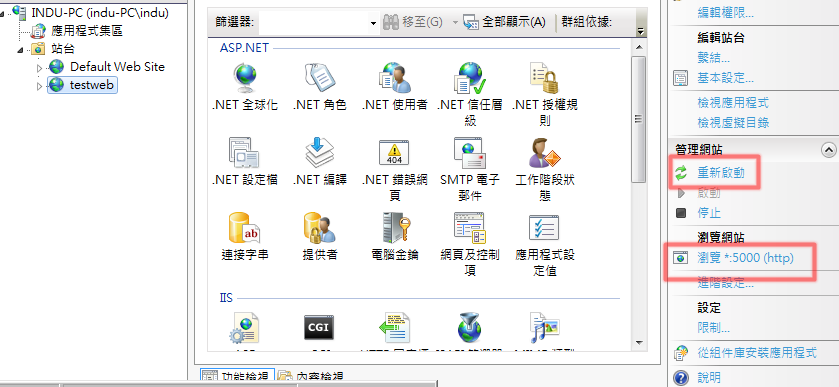 INDU-PC (indu-PC\indu)
應用程式集區
站台
Default Web Site
testweb
篩選器:
移至(G)
全部顯示(A)
群組依據:
ASP.NET
.NET 全球化
.NET 角色
.NET 使用者
.NET 信任層級
.NET 授權規則
.NET 設定檔
.NET 編譯
.NET 錯誤網頁
SMTP 電子郵件
工作階段狀態
連接字串
提供者
電腦金鑰
網頁及控制項
應用程式設定值
IIS
CGI
功能檢視
內容檢視
編輯權限...
編輯站台
繫結...
基本設定...
檢視應用程式
檢視虛擬目錄
管理網站
重新啟動
啟動
停止
瀏覽網站
瀏覽 *:5000 (http)
進階設定...
設定
限制...
從組件庫安裝應用程式
說明